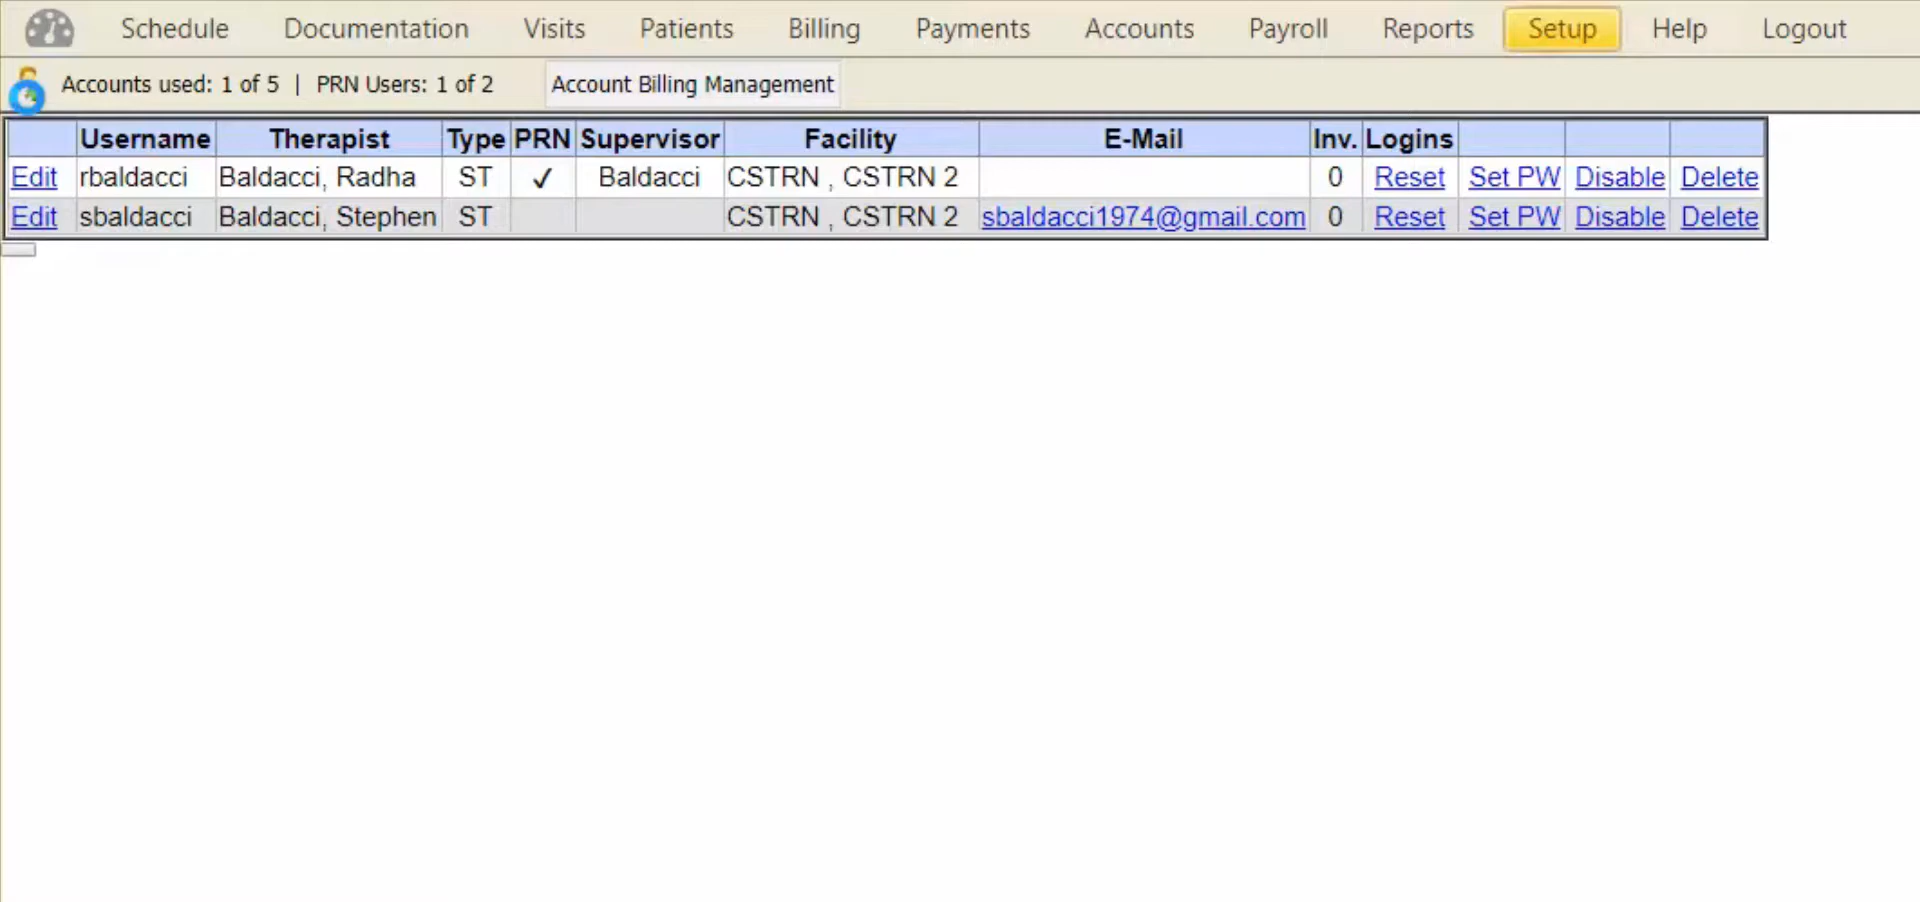 Schedule Documentation Visits Patients Billing Payments Accounts Payroll Reports Setup Help Logout
Accounts used: 1 of 5 | PRN Users: 1 of 2 Account Billing Management
Username Therapist Type PRN Supervisor Facility E-Mail Inv. Logins
Edit rbaldacci Baldacci, Radha ST ✓ Baldacci CSTRN , CSTRN 2 0 Reset Set PW Disable Delete
Edit sbaldacci Baldacci, Stephen ST CSTRN , CSTRN 2 sbaldacci1974@gmail.com 0 Reset Set PW Disable Delete